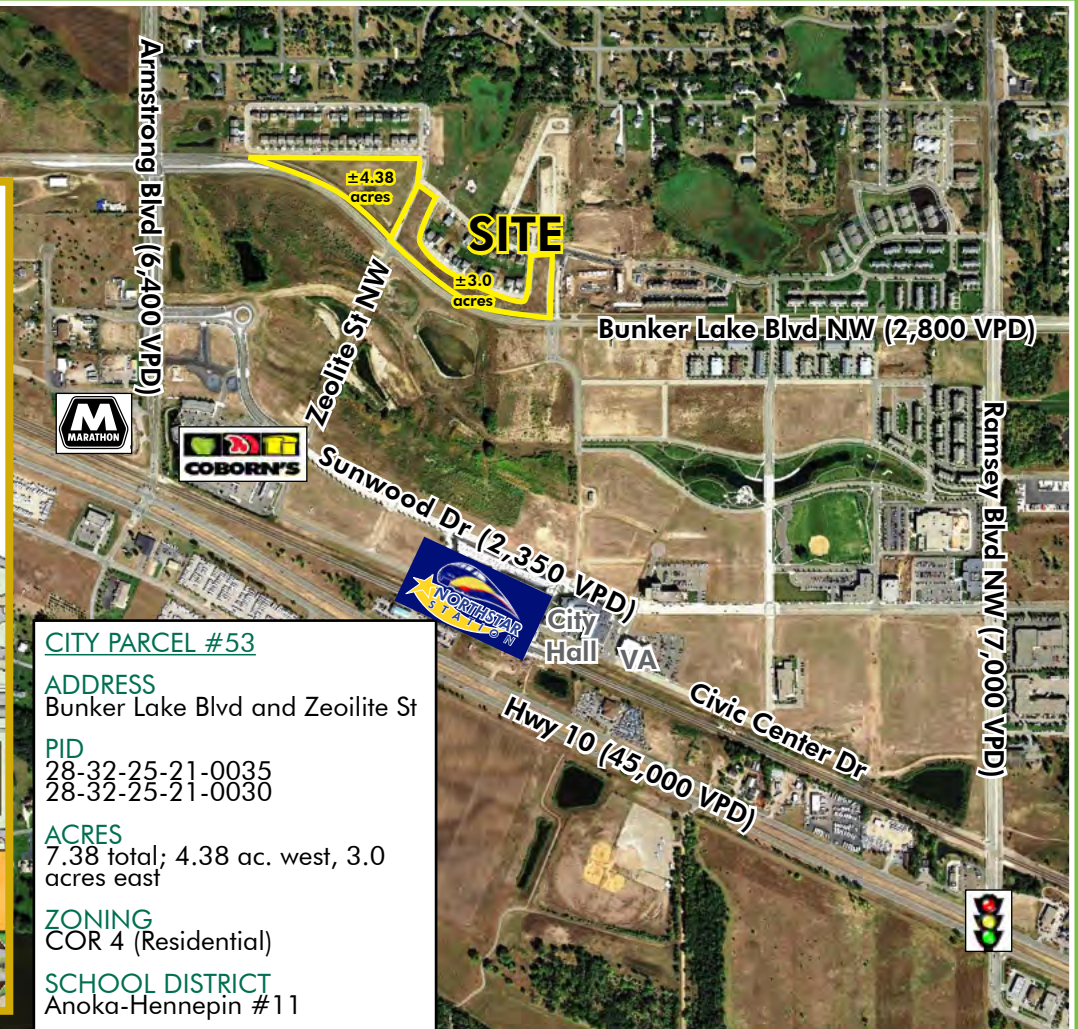 Armstrong Blvd (6,400 VPD)
±4.38
acres
SITE
±3.0
acres
Zeolite St NW
Bunker Lake Blvd NW (2,800 VPD)
M
MARATHON
COBORN'S
Sunwood Dr (2,350 VPD)
Ramsey Blvd NW (7,000 VPD)
NORTHSTAR
STATION
City
Hall
VA
Civic Center Dr
Hwy 10 (45,000 VPD)
CITY PARCEL #53
ADDRESS
Bunker Lake Blvd and Zeoilite St
PID
28-32-25-21-0035
28-32-25-21-0030
ACRES
7.38 total; 4.38 ac. west, 3.0
acres east
ZONING
COR 4 (Residential)
SCHOOL DISTRICT
Anoka-Hennepin #11